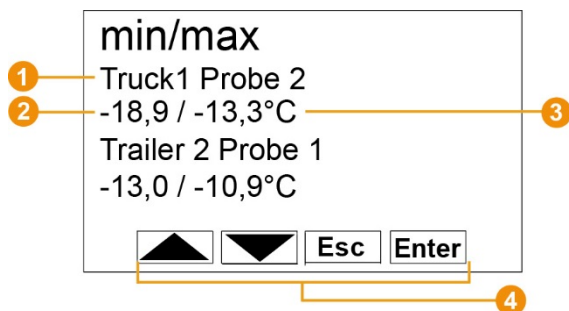 min/max
1 Truck1 Probe 2
2 -18,9 / -13,3°C 3
Trailer 2 Probe 1
-13,0 / -10,9°C
Esc Enter
4